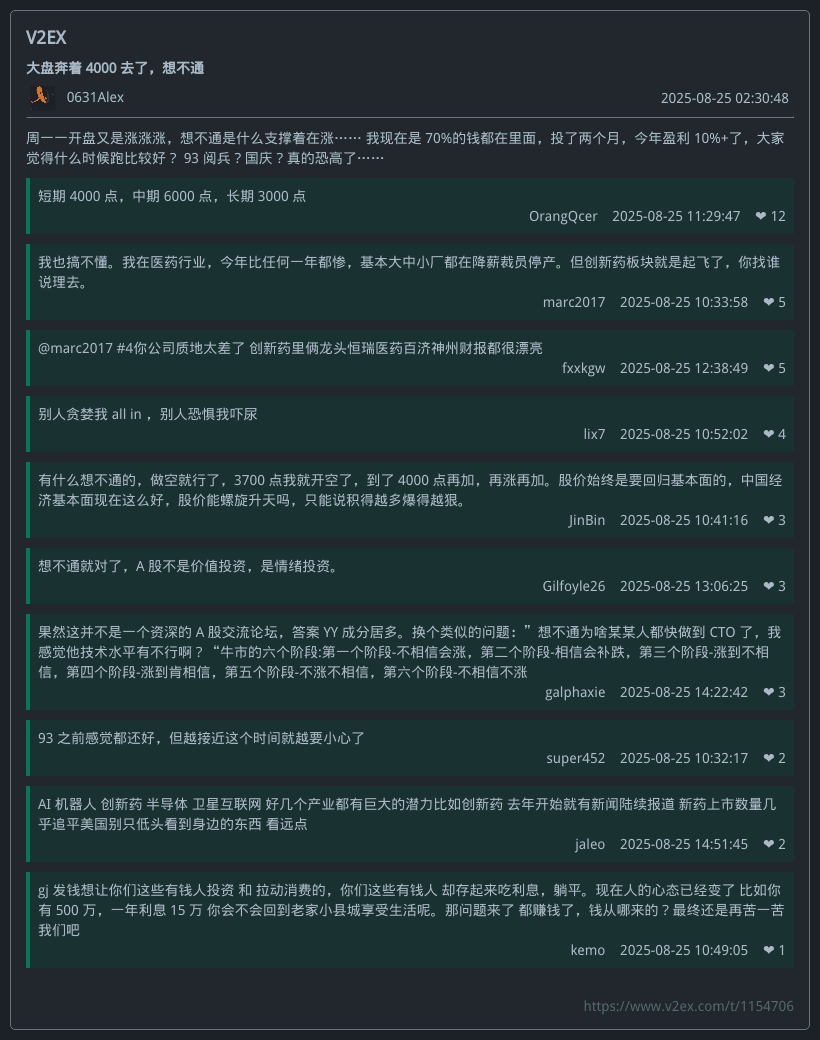 V2EX
大盘奔着 4000 去了，想不通
0631Alex
2025-08-25 02:30:48
周一一开盘又是涨涨涨，想不通是什么支撑着在涨⋯⋯ 我现在是 70%的钱都在里面，投了两个月，今年盈利 10%+了，大家
觉得什么时候跑比较好？ 93 阅兵？国庆？真的恐高了⋯⋯
短期 4000 点，中期 6000 点，长期 3000 点
OrangQcer 2025-08-25 11:29:47 ❤ 12
我也搞不懂。我在医药行业，今年比任何一年都惨，基本大中小厂都在降薪裁员停产。但创新药板块就是起飞了，你找谁
说理去。
marc2017 2025-08-25 10:33:58 ❤ 5
@marc2017 #4你公司质地太差了 创新药里俩龙头恒瑞医药百济神州财报都很漂亮
fxxkgw 2025-08-25 12:38:49 ❤ 5
别人贪婪我 all in ，别人恐惧我吓尿
lix7 2025-08-25 10:52:02 ❤ 4
有什么想不通的，做空就行了，3700 点我就开空了，到了 4000 点再加，再涨再加。股价始终是要回归基本面的，中国经
济基本面现在这么好，股价能螺旋升天吗，只能说积得越多爆得越狠。
JinBin 2025-08-25 10:41:16 ❤ 3
想不通就对了，A 股不是价值投资，是情绪投资。
Gilfoyle26 2025-08-25 13:06:25 ❤ 3
果然这并不是一个资深的 A 股交流论坛，答案 YY 成分居多。换个类似的问题：”想不通为啥某某人都快做到 CTO 了，我
感觉他技术水平有不行啊？“牛市的六个阶段:第一个阶段-不相信会涨，第二个阶段-相信会补跌，第三个阶段-涨到不相
信，第四个阶段-涨到肯相信，第五个阶段-不涨不相信，第六个阶段-不相信不涨
galphaxie 2025-08-25 14:22:42 ❤ 3
93 之前感觉都还好，但越接近这个时间就越要小心了
super452 2025-08-25 10:32:17 ❤ 2
AI 机器人 创新药 半导体 卫星互联网 好几个产业都有巨大的潜力比如创新药 去年开始就有新闻陆续报道 新药上市数量几
乎追平美国别只低头看到身边的东西 看远点
jaleo 2025-08-25 14:51:45 ❤ 2
gj 发钱想让你们这些有钱人投资 和 拉动消费的，你们这些有钱人 却存起来吃利息，躺平。现在人的心态已经变了 比如你
有 500 万，一年利息 15 万 你会不会回到老家小县城享受生活呢。那问题来了 都赚钱了，钱从哪来的？最终还是再苦一苦
我们吧
kemo 2025-08-25 10:49:05 ❤ 1
https://www.v2ex.com/t/1154706